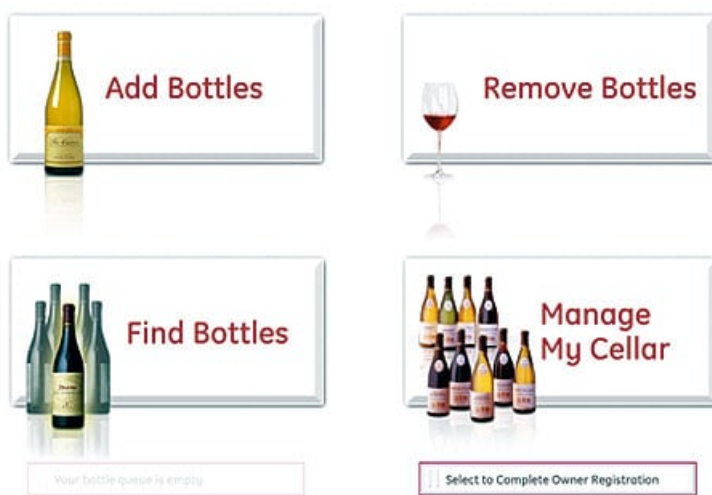 Add Bottles
Remove Bottles
Find Bottles
Manage
My Cellar
Your bottle queue is empty.
Select to Complete Owner Registration